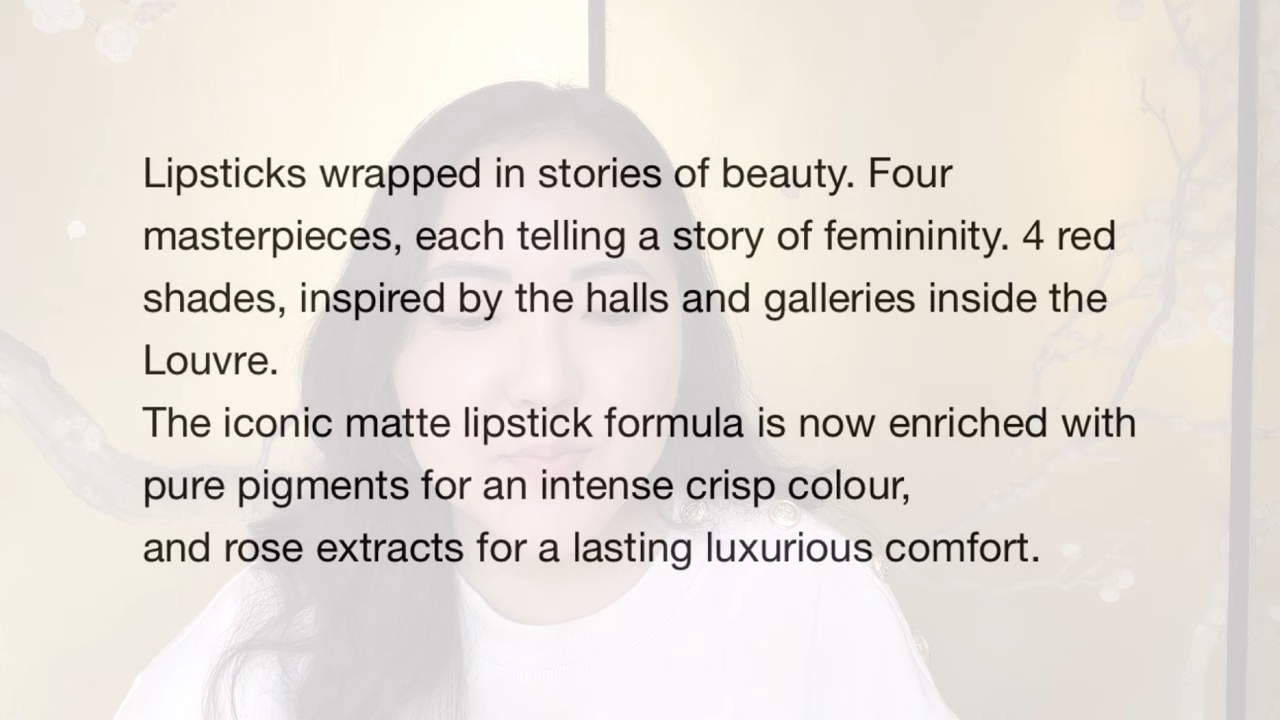 Lipsticks wrapped in stories of beauty. Four
masterpieces, each telling a story of femininity. 4 red
shades, inspired by the halls and galleries inside the
Louvre.
The iconic matte lipstick formula is now enriched with
pure pigments for an intense crisp colour,
and rose extracts for a lasting luxurious comfort.